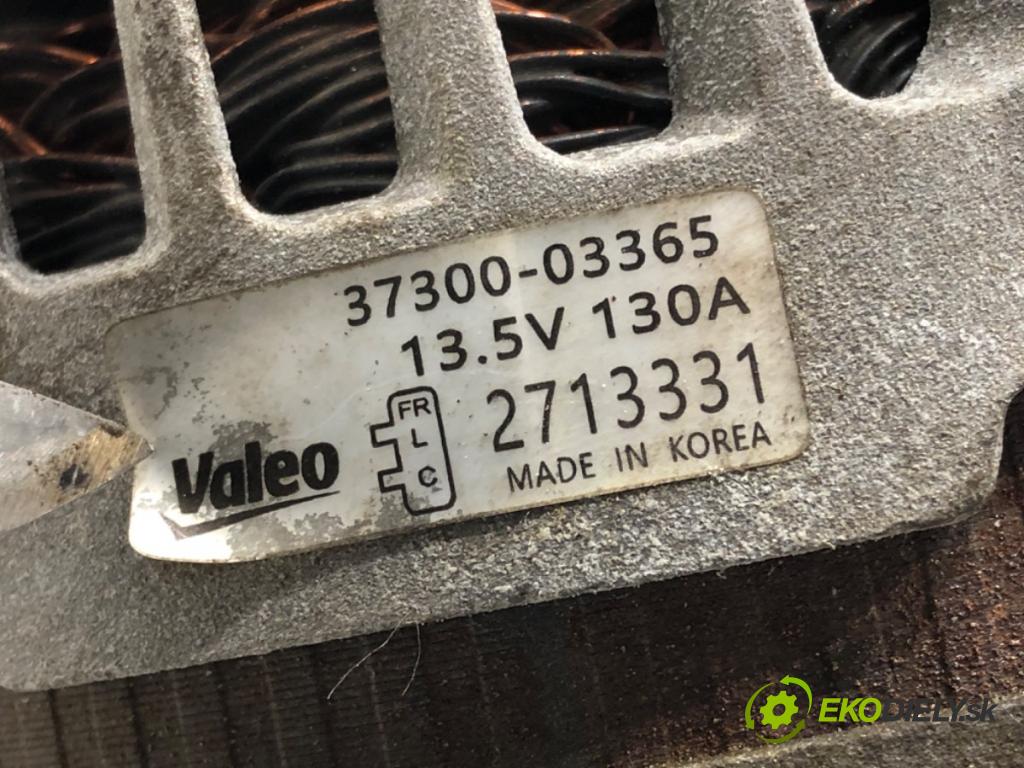 37300-03365
13.5V 130A
2713331
MADE IN KOREA
Valeo
FR
L
C
EKODIELY.sk